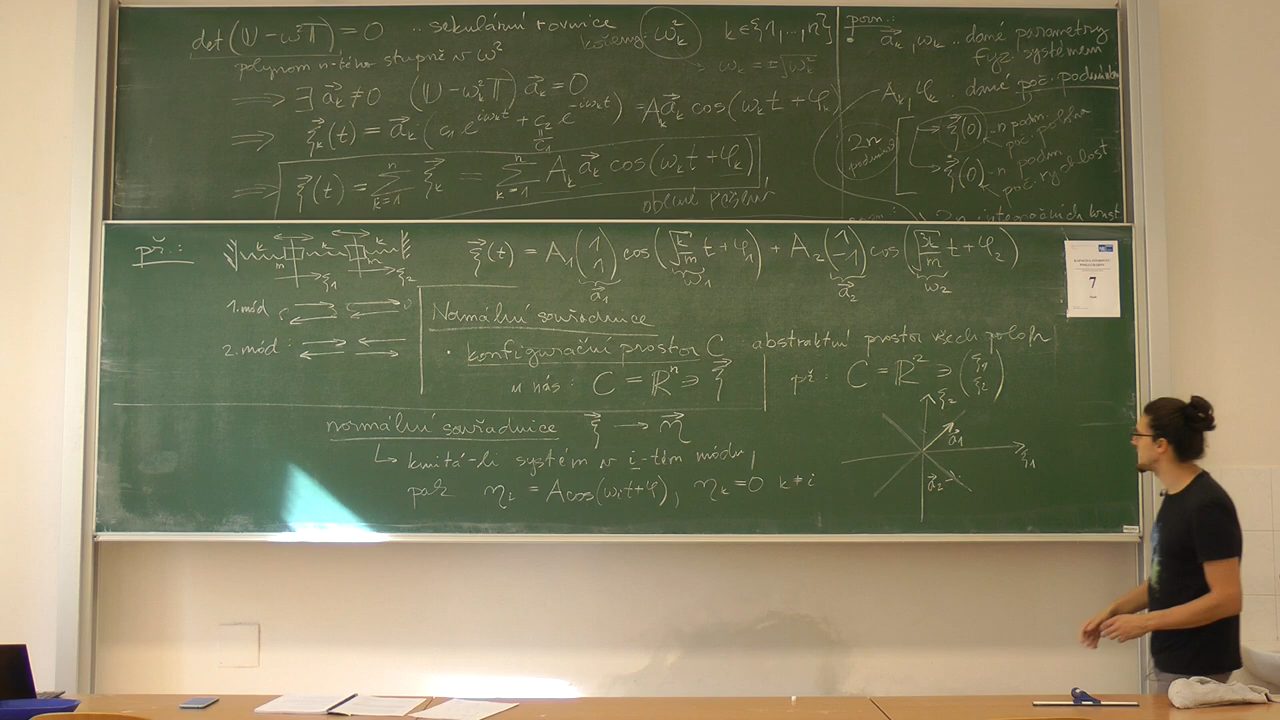 det(𝕌 − ω²𝕋) = 0 .. sekulární rovnice
kořeny: ω²ₖ k ∈ {1, ..., n}
polynom n-tého stupně v ω²
→ ωₖ = ±√ω²ₖ
⟹ ∃ a⃗ₖ ≠ 0 (𝕌 − ωₖ²𝕋) a⃗ₖ = 0
⟹ ξ⃗ₖ(t) = a⃗ₖ (c₁ e^{iωₖt} + c₂ e^{−iωₖt}) = Aₖ a⃗ₖ cos(ωₖt + φₖ)
⟹ ξ⃗(t) = ∑_{k=1}^{n} ξ⃗ₖ = ∑_{k=1}^{n} Aₖ a⃗ₖ cos(ωₖt + φₖ)
obecné řešení
pozn.:
a⃗ₖ, ωₖ .. dané parametry
fyz. systémem
Aₖ, φₖ .. dané poč. podmínkami
2n
podmínek
ξ⃗(0) - n podm.
poč. poloha
ξ⃗̇(0) - n podm.
poč. rychlost
2n integračních konst.
př.: k k k
m m
ξ₁ ξ₂
ξ⃗(t) = A₁ (1 1) cos(√(k/m) t + φ₁) + A₂ (1 −1) cos(√(3k/m) t + φ₂)
a⃗₁ ω₁ a⃗₂ ω₂
1. mód
2. mód :
Normální souřadnice
· konfigurační prostor C : abstraktní prostor všech poloh
u nás : C = ℝⁿ ∋ ξ⃗
př : C = ℝ² ∋ (ξ₁ ξ₂)
normální souřadnice ξ⃗ → η⃗
↳ kmitá-li systém v i-tém módu,
pak ηᵢ = A cos(ωᵢt + φ), ηₖ = 0 k ≠ i
ξ₂
a⃗₁
ξ₁
a⃗₂
7